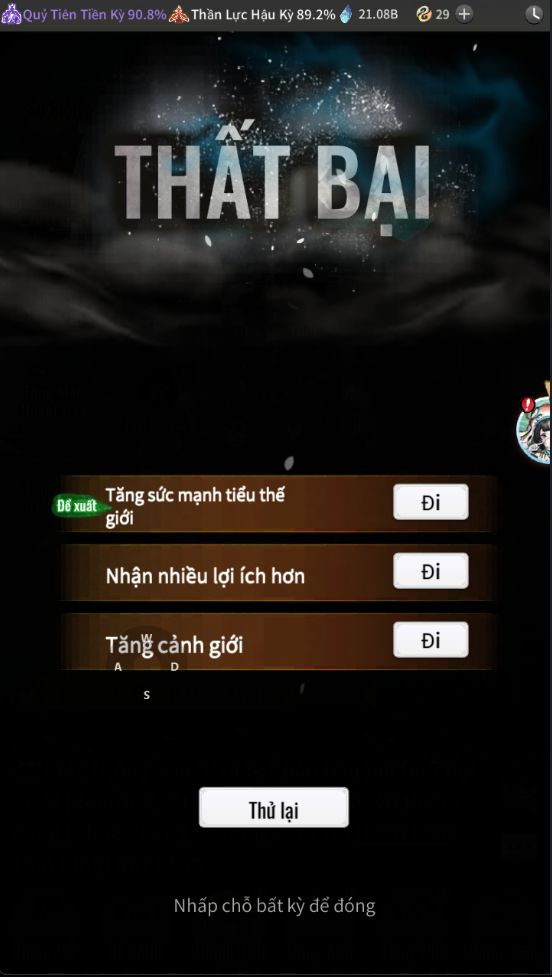 Quỷ Tiên Tiền Kỳ 90.8% Thần Lực Hậu Kỳ 89.2% 21.08B 29
THẤT BẠI
Đề xuất
Tăng sức mạnh tiểu thế
giới
Đi
Nhận nhiều lợi ích hơn
Đi
Tăng cảnh giới
Đi
W
A D
S
Thử lại
Nhấp chỗ bất kỳ để đóng